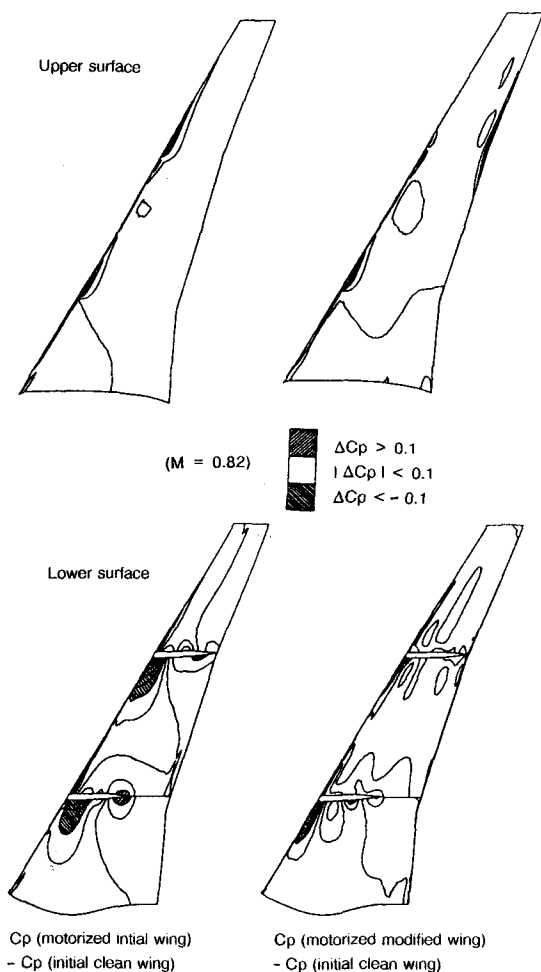 Upper surface
(M = 0.82)
ΔCp > 0.1
| ΔCp | < 0.1
ΔCp < - 0.1
Lower surface
Cp (motorized intial wing)
- Cp (initial clean wing)
Cp (motorized modified wing)
- Cp (initial clean wing)